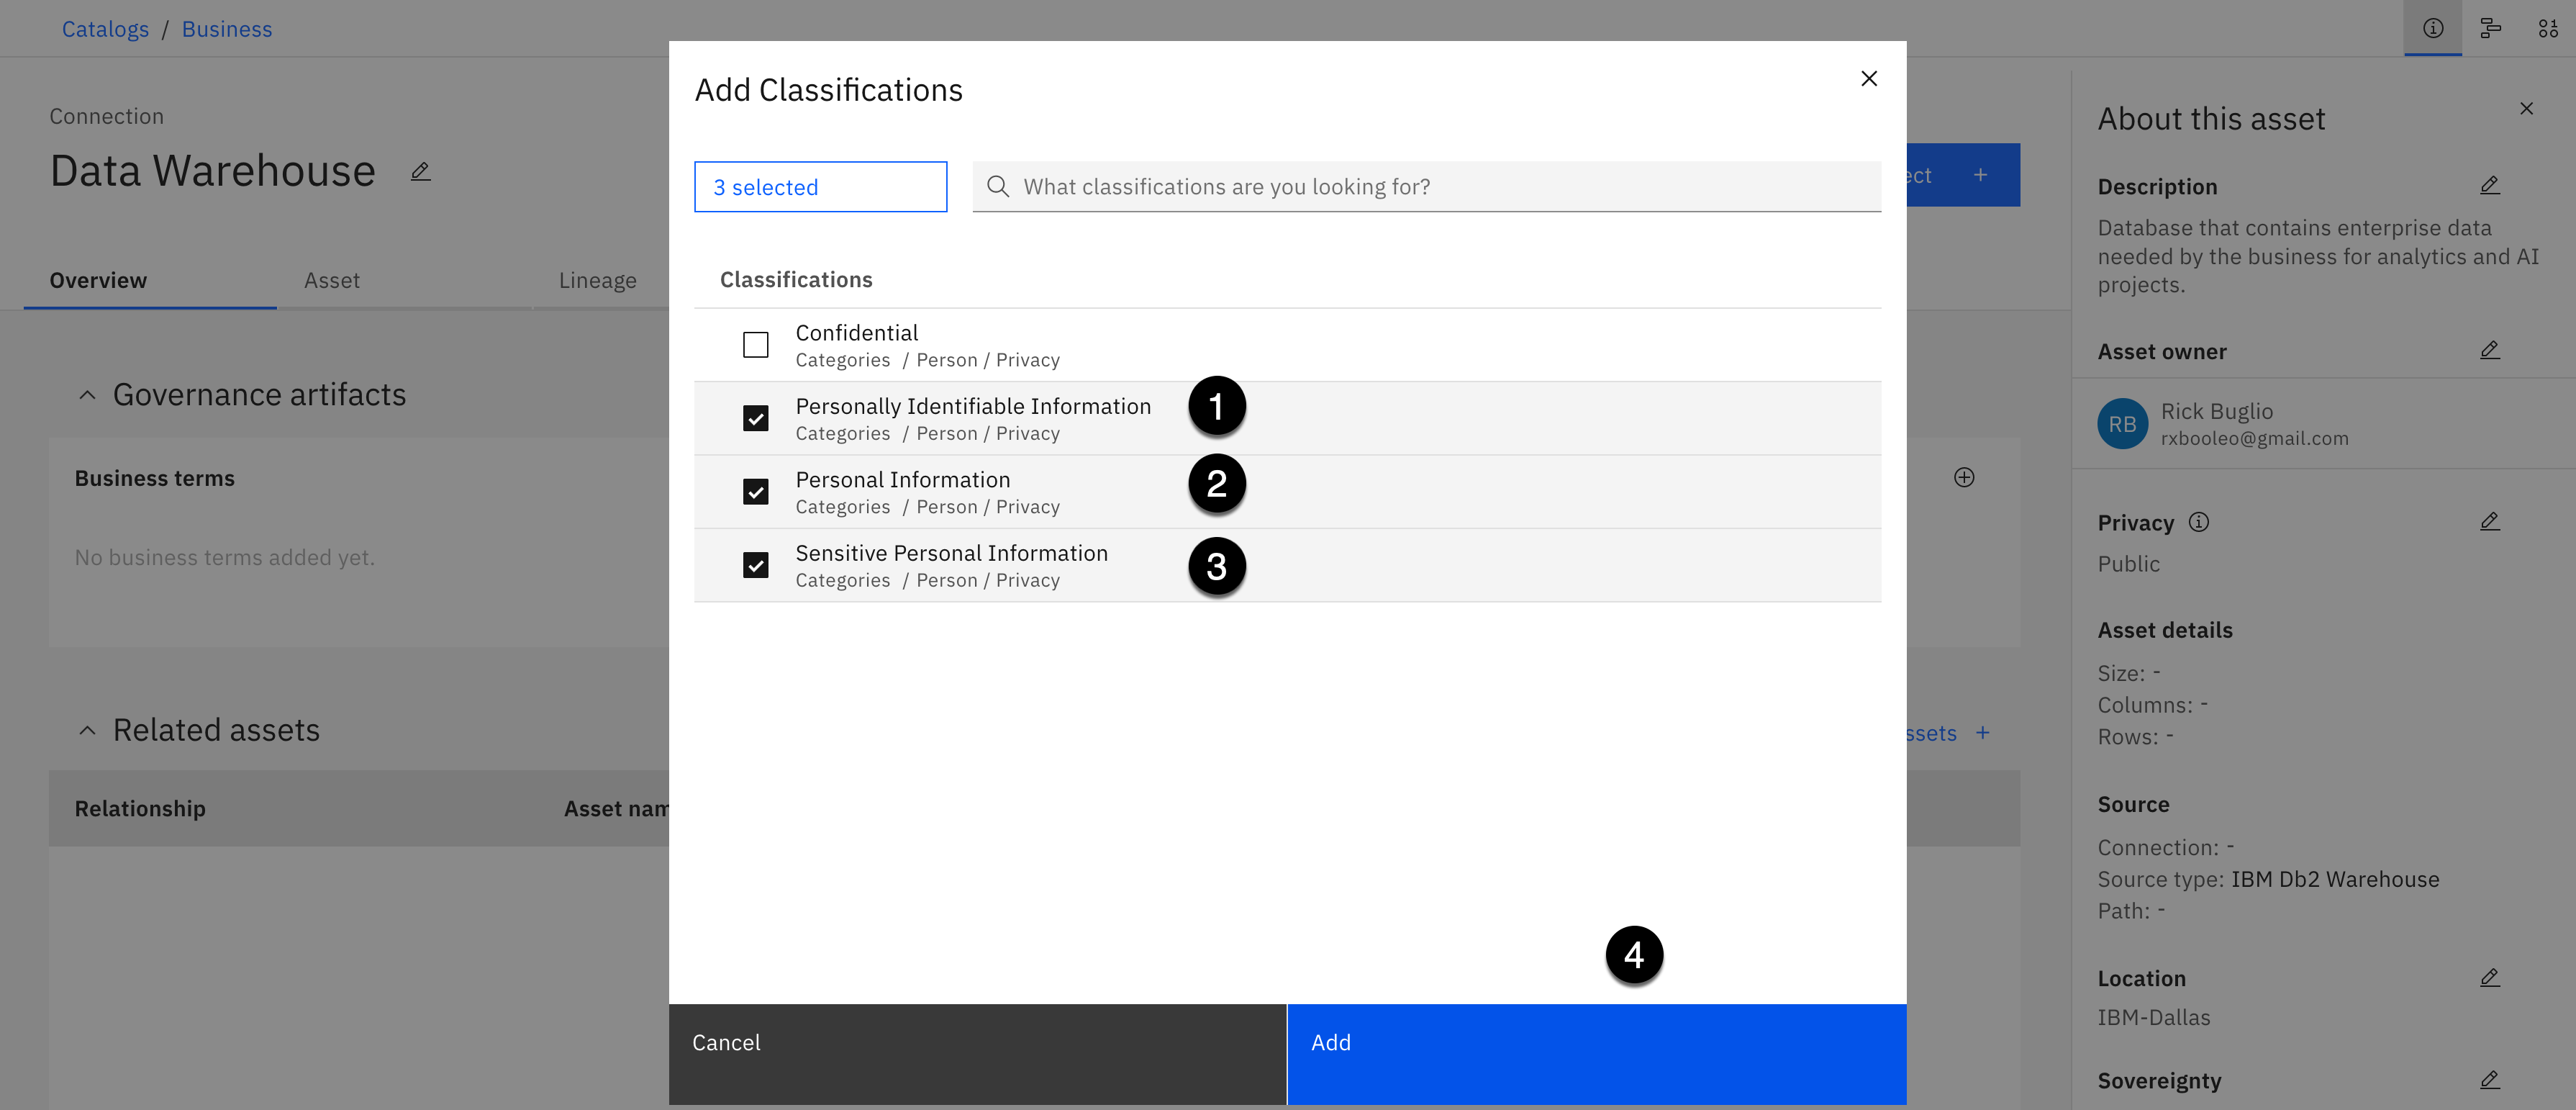 Catalogs / Business
Connection
Data Warehouse
Overview
Asset
Lineage
Governance artifacts
Business terms
No business terms added yet.
Related assets
Relationship
Asset nam
Add Classifications
3 selected
What classifications are you looking for?
Classifications
Confidential
Categories / Person / Privacy
Personally Identifiable Information
Categories / Person / Privacy
1
Personal Information
Categories / Person / Privacy
2
Sensitive Personal Information
Categories / Person / Privacy
3
4
Cancel
Add
ect +
ssets +
About this asset
Description
Database that contains enterprise data
needed by the business for analytics and AI
projects.
Asset owner
RB
Rick Buglio
rxbooleo@gmail.com
Privacy
Public
Asset details
Size: -
Columns: -
Rows: -
Source
Connection: -
Source type: IBM Db2 Warehouse
Path: -
Location
IBM-Dallas
Sovereignty